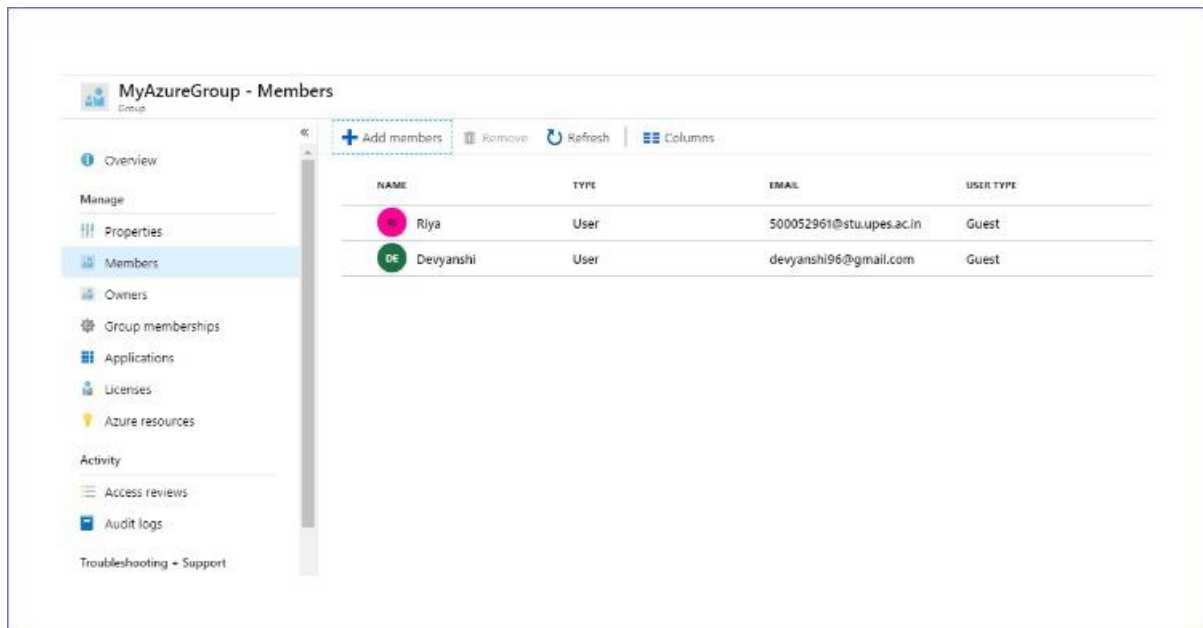 MyAzureGroup - Members
Group
«
Overview
Manage
Properties
Members
Owners
Group memberships
Applications
Licenses
Azure resources
Activity
Access reviews
Audit logs
Troubleshooting + Support
Add members Remove Refresh Columns
NAME TYPE EMAIL USER TYPE
RI Riya User 500052961@stu.upes.ac.in Guest
DE Devyanshi User devyanshi96@gmail.com Guest